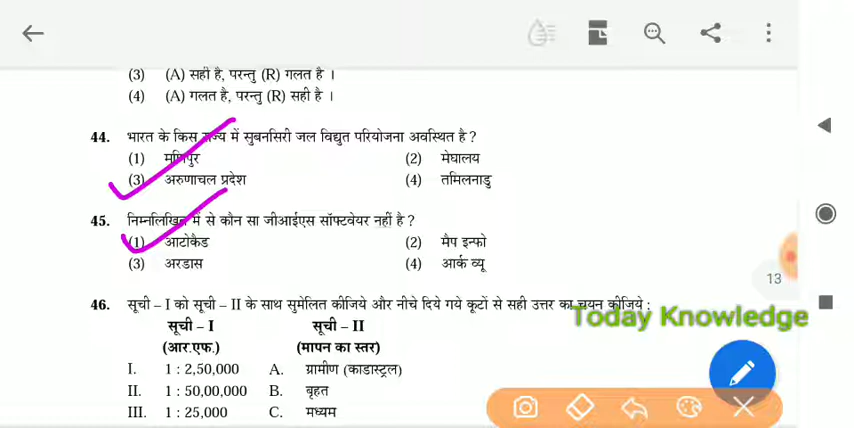 (3) (A) सही है, परन्तु (R) गलत है ।
(4) (A) गलत है, परन्तु (R) सही है ।
44. भारत के किस राज्य में सुबनसिरी जल विद्युत परियोजना अवस्थित है ?
(1) मणिपुर (2) मेघालय
(3) अरुणाचल प्रदेश (4) तमिलनाडु
45. निम्नलिखित में से कौन सा जीआईएस सॉफ्टवेयर नहीं है ?
(1) आटोकैड (2) मैप इन्फो
(3) अरडास (4) आर्क व्यू
13
46. सूची – I को सूची – II के साथ सुमेलित कीजिये और नीचे दिये गये कूटों से सही उत्तर का चयन कीजिये :
Today Knowledge
सूची – I सूची – II
(आर.एफ.) (मापन का स्तर)
I. 1 : 2,50,000 A. ग्रामीण (काडास्ट्रल)
II. 1 : 50,00,000 B. वृहत
III. 1 : 25,000 C. मध्यम